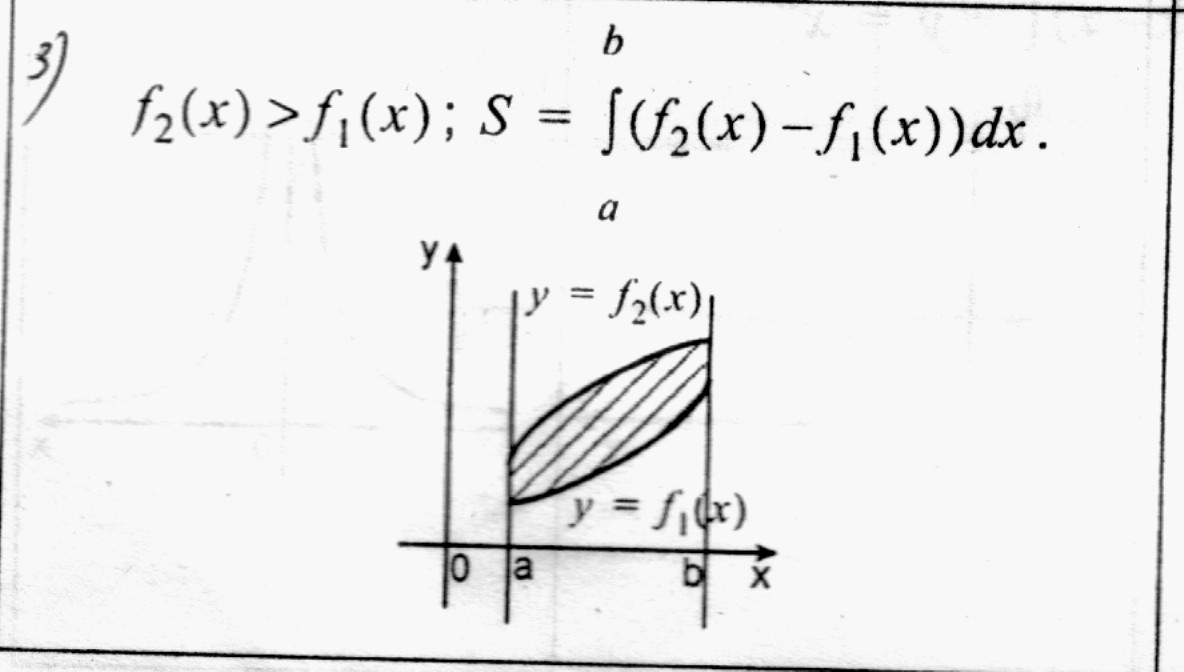 3)
b
f₂(x) > f₁(x); S = ∫(f₂(x) – f₁(x))dx.
a
y
y = f₂(x)
y = f₁(x)
0 a b x